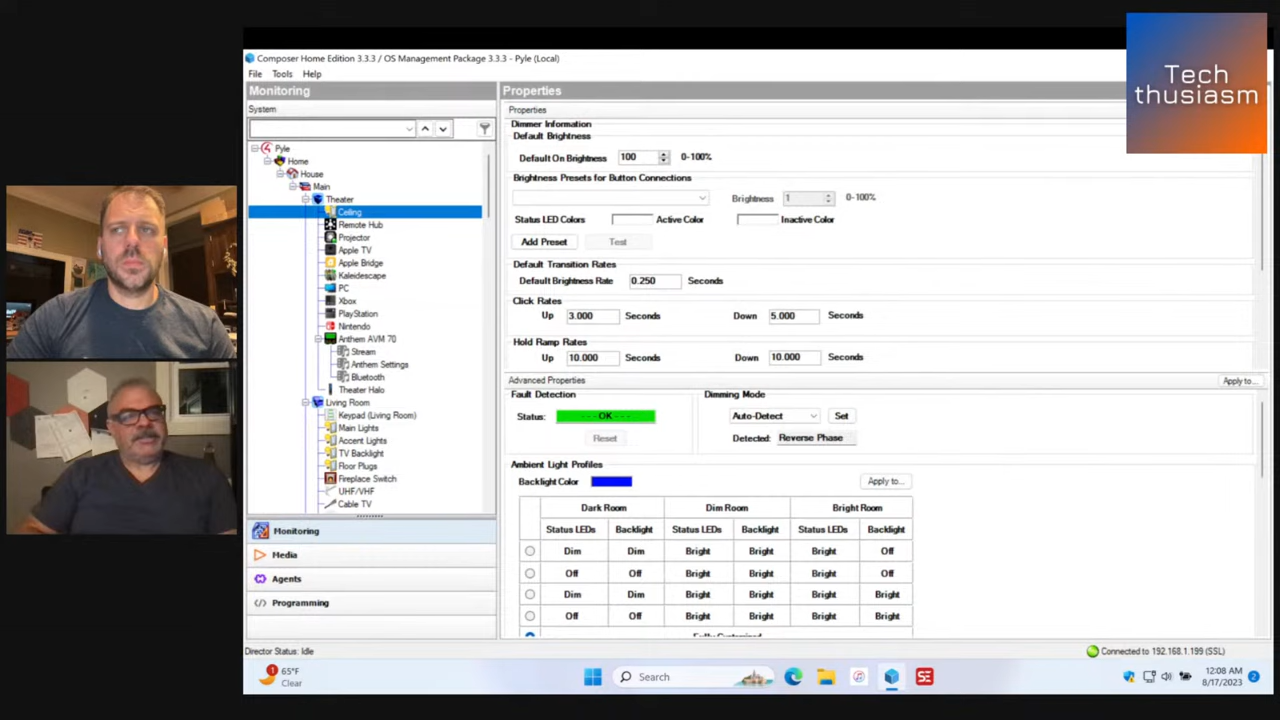 Tech
thusiasm
Composer Home Edition 3.3.3 / OS Management Package 3.3.3 - Pyle (Local)
File Tools Help
Monitoring
System
Pyle
Home
House
Main
Theater
Ceiling
Remote Hub
Projector
Apple TV
Apple Bridge
Kaleidescape
PC
Xbox
PlayStation
Nintendo
Anthem AVM 70
Stream
Anthem Settings
Bluetooth
Theater Halo
Living Room
Keypad (Living Room)
Main Lights
Accent Lights
TV Backlight
Floor Plugs
Fireplace Switch
UHF/VHF
Cable TV
Monitoring
Media
Agents
Programming
Properties
Properties
Dimmer Information
Default Brightness
Default On Brightness 100 0-100%
Brightness Presets for Button Connections
Brightness 1 0-100%
Status LED Colors Active Color Inactive Color
Add Preset Test
Default Transition Rates
Default Brightness Rate 0.250 Seconds
Click Rates
Up 3.000 Seconds Down 5.000 Seconds
Hold Ramp Rates
Up 10.000 Seconds Down 10.000 Seconds
Advanced Properties Apply to...
Fault Detection Dimming Mode
Status: - - - OK - - - Auto-Detect Set
Reset Detected: Reverse Phase
Ambient Light Profiles
Backlight Color Apply to...
Dark Room Dim Room Bright Room
Status LEDs Backlight Status LEDs Backlight Status LEDs Backlight
Dim Dim Bright Bright Bright Off
Off Off Bright Bright Bright Off
Dim Dim Bright Bright Bright Bright
Off Off Bright Bright Bright Bright
Fully Customized
Director Status: Idle Connected to 192.168.1.199 (SSL)
1 65°F
Clear
Search
SE
12:08 AM
8/17/2023
2